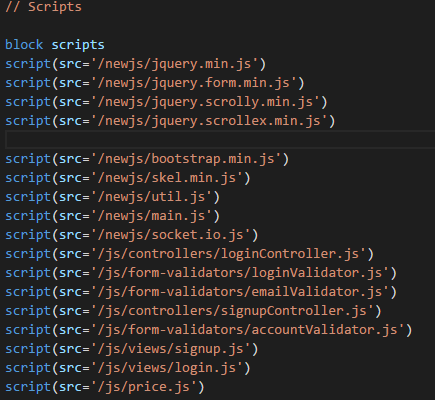 // Scripts
block scripts
script(src='/newjs/jquery.min.js')
script(src='/newjs/jquery.form.min.js')
script(src='/newjs/jquery.scrolly.min.js')
script(src='/newjs/jquery.scrollex.min.js')
script(src='/newjs/bootstrap.min.js')
script(src='/newjs/skel.min.js')
script(src='/newjs/util.js')
script(src='/newjs/main.js')
script(src='/newjs/socket.io.js')
script(src='/js/controllers/loginController.js')
script(src='/js/form-validators/loginValidator.js')
script(src='/js/form-validators/emailValidator.js')
script(src='/js/controllers/signupController.js')
script(src='/js/form-validators/accountValidator.js')
script(src='/js/views/signup.js')
script(src='/js/views/login.js')
script(src='/js/price.js')